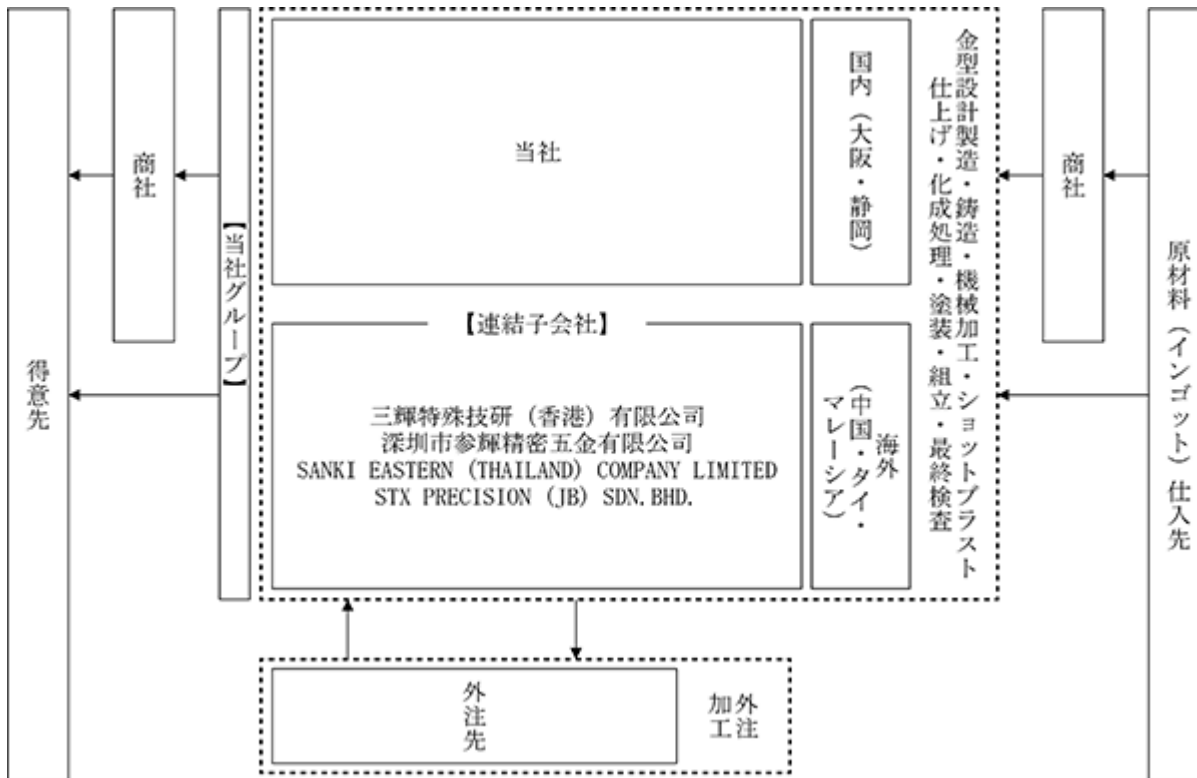 得意先
商社
【当社グループ】
当社
国内（大阪・静岡）
金型設計製造・鋳造・機械加工・ショットブラスト
仕上げ・化成処理・塗装・組立・最終検査
商社
原材料（インゴット）仕入先
【連結子会社】
三輝特殊技研（香港）有限公司
深圳市参輝精密五金有限公司
SANKI EASTERN (THAILAND) COMPANY LIMITED
STX PRECISION (JB) SDN.BHD.
海外
（中国・タイ・
マレーシア）
外注先
外注
加工